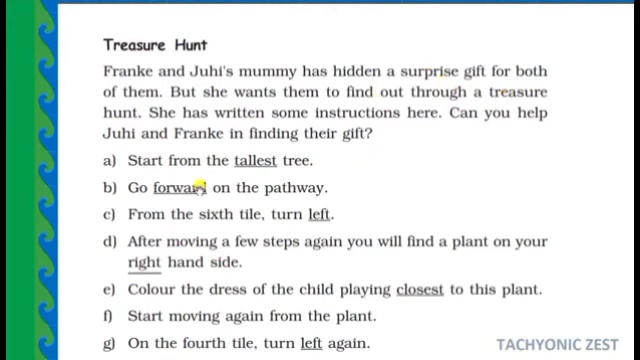 Treasure Hunt
Franke and Juhi's mummy has hidden a surprise gift for both
of them. But she wants them to find out through a treasure
hunt. She has written some instructions here. Can you help
Juhi and Franke in finding their gift?
a) Start from the tallest tree.
b) Go forward on the pathway.
c) From the sixth tile, turn left.
d) After moving a few steps again you will find a plant on your
right hand side.
e) Colour the dress of the child playing closest to this plant.
f) Start moving again from the plant.
g) On the fourth tile, turn left again.
TACHYONIC ZEST